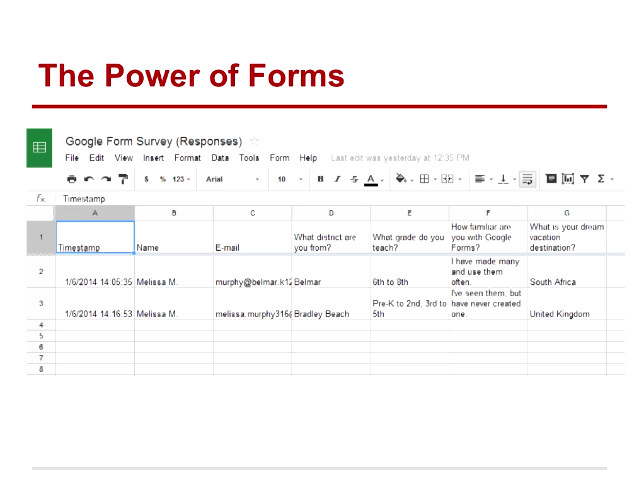 The Power of Forms
Google Form Survey (Responses)
File Edit View Insert Format Data Tools Form Help Last edit was yesterday at 12:35 PM
$ % 123 Arial 10 B I S A Σ
fx Timestamp
A B C D E F G
1 Timestamp Name E-mail What district are you from? What grade do you teach? How familiar are you with Google Forms? What is your dream vacation destination?
2 1/6/2014 14:05:35 Melissa M. murphy@belmar.k12 Belmar 6th to 8th I have made many and use them often. South Africa
3 1/6/2014 14:16:53 Melissa M. melissa.murphy316@ Bradley Beach Pre-K to 2nd, 3rd to 5th I've seen them, but have never created one. United Kingdom
4
5
6
7
8